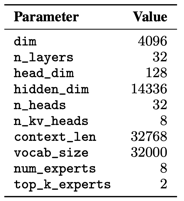 Parameter Value
dim 4096
n_layers 32
head_dim 128
hidden_dim 14336
n_heads 32
n_kv_heads 8
context_len 32768
vocab_size 32000
num_experts 8
top_k_experts 2